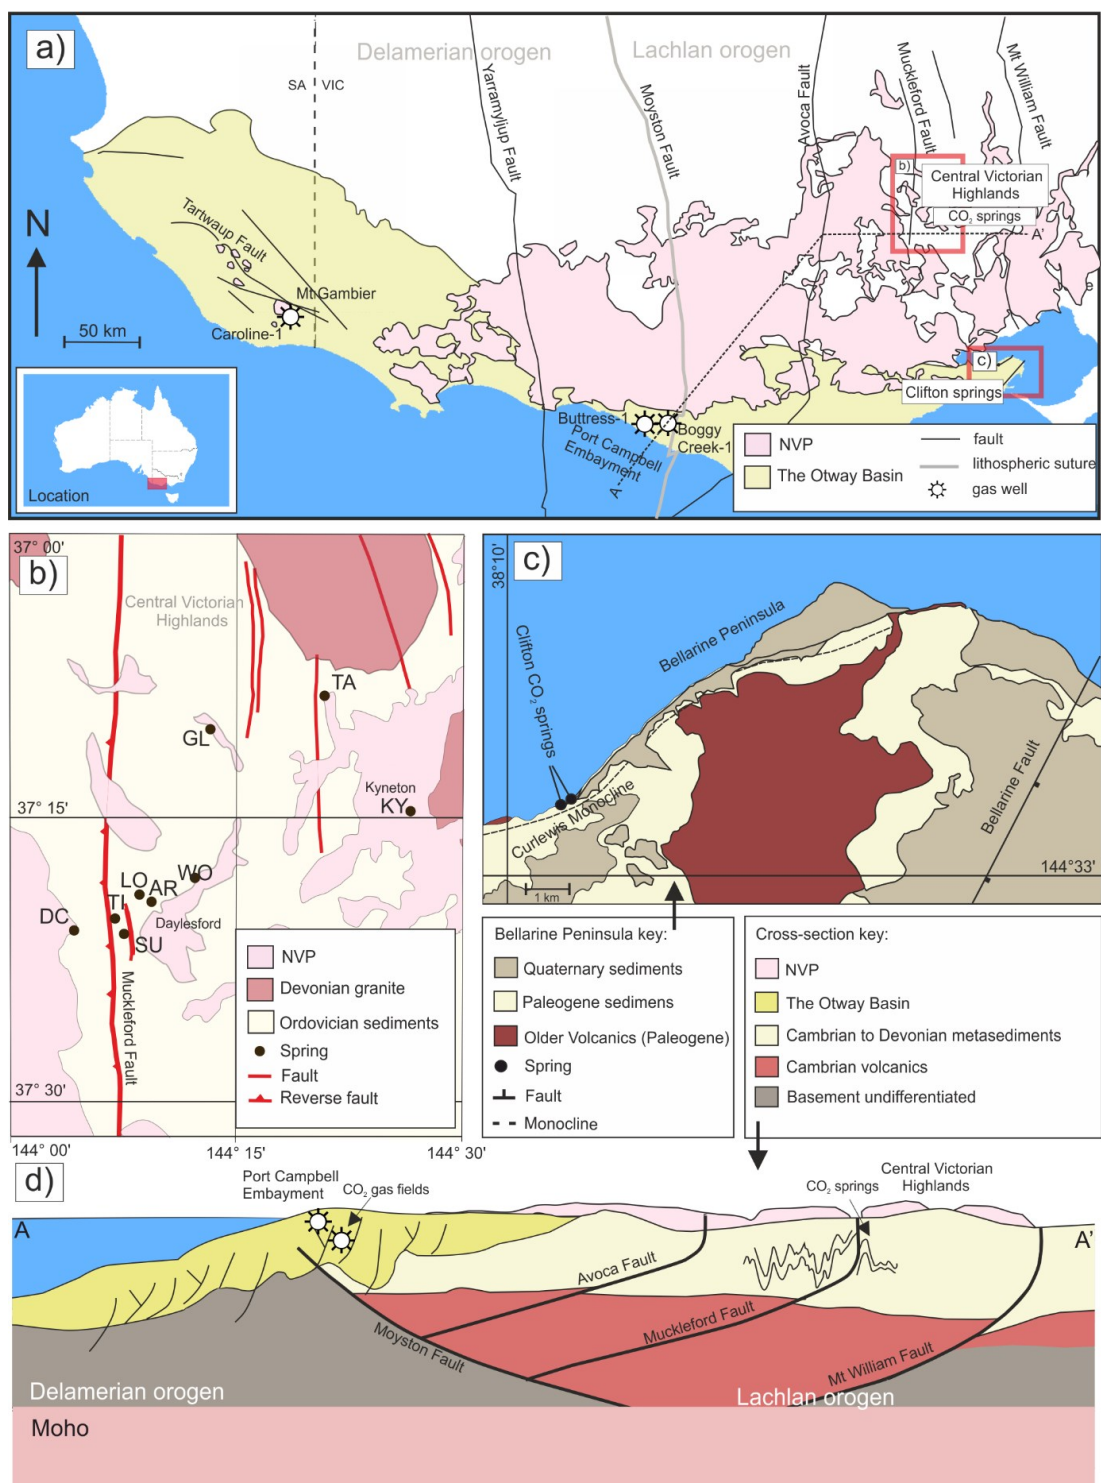 a)
Delamerian orogen
Lachlan orogen
SA
VIC
Yarramyljup Fault
Moyston Fault
Avoca Fault
Muckleford Fault
Mt William Fault
b)
Central Victorian
Highlands
CO2 springs
A'
N
50 km
Tartwaup Fault
Mt Gambier
Caroline-1
e
c)
Clifton springs
Buttress-1
Boggy
Creek-1
Port Campbell
Embayment
A
Location
NVP
The Otway Basin
fault
lithospheric suture
gas well
37° 00'
b)
Central Victorian
Highlands
TA
GL
Kyneton
KY
37° 15'
WO
LO
AR
TI
DC
Daylesford
SU
Muckleford Fault
37° 30'
144° 00'
144° 15'
144° 30'
NVP
Devonian granite
Ordovician sediments
Spring
Fault
Reverse fault
38°10'
c)
Bellarine Peninsula
Clifton CO2 springs
Curlewis Monocline
Bellarine Fault
1 km
144°33'
Bellarine Peninsula key:
Quaternary sediments
Paleogene sedimens
Older Volcanics (Paleogene)
Spring
Fault
Monocline
Cross-section key:
NVP
The Otway Basin
Cambrian to Devonian metasediments
Cambrian volcanics
Basement undifferentiated
d)
Port Campbell
Embayment
CO2 gas fields
CO2 springs
Central Victorian
Highlands
A
A'
Avoca Fault
Muckleford Fault
Moyston Fault
Mt William Fault
Delamerian orogen
Lachlan orogen
Moho